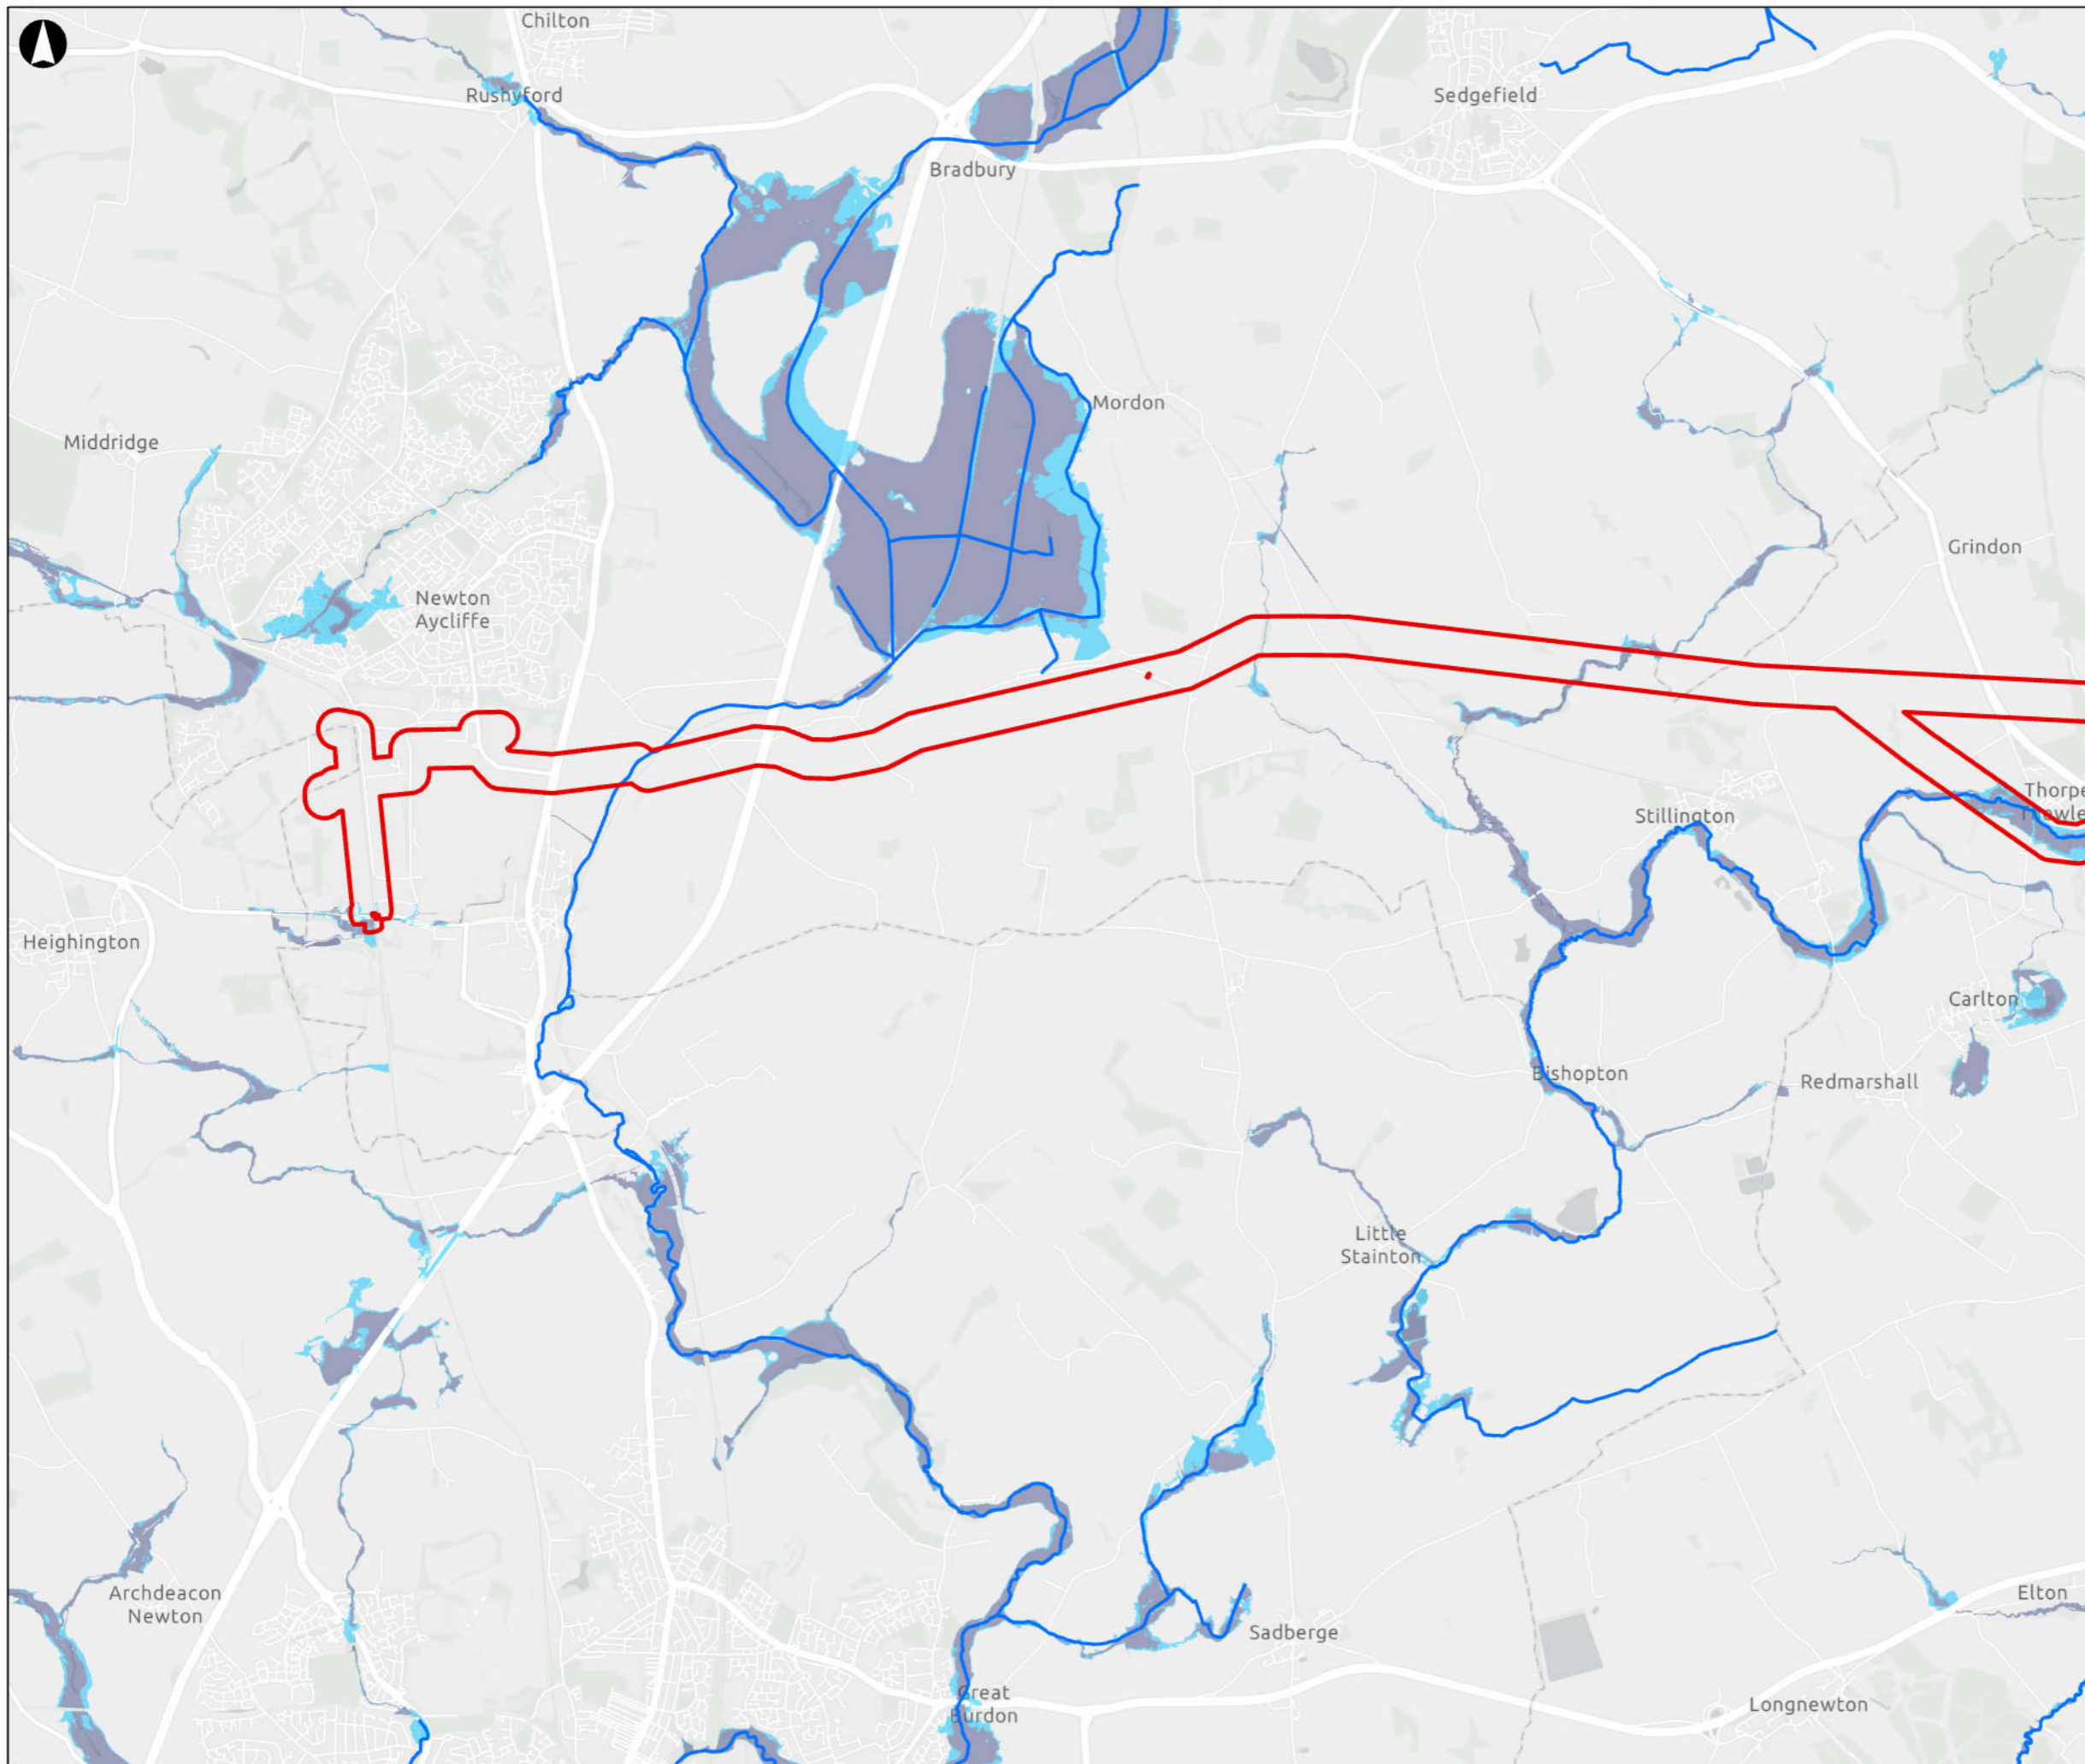 Chilton
Rushyford
Sedgefield
Bradbury
Mordon
Middridge
Grindon
Newton
Aycliffe
Thorpe
Stillington
Heighington
Carlton
Bishopton
Redmarshall
Little
Stainton
Archdeacon
Newton
Elton
Sadberge
Great
Burdon
Longnewton